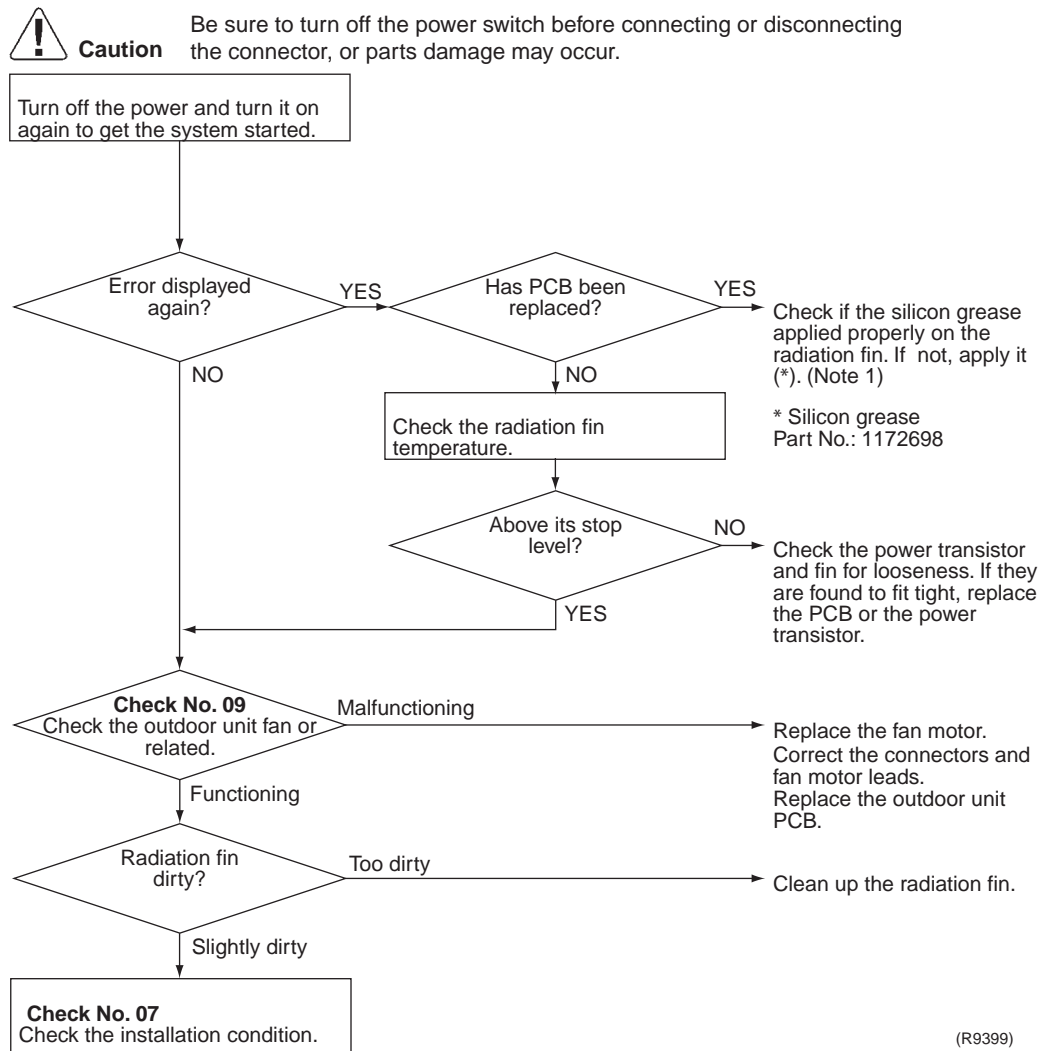 Be sure to turn off the power switch before connecting or disconnecting
Caution the connector, or parts damage may occur.
Turn off the power and turn it on
again to get the system started.
Error displayed
again?
YES
Has PCB been
replaced?
YES
Check if the silicon grease
applied properly on the
radiation fin. If not, apply it
(*). (Note 1)
* Silicon grease
Part No.: 1172698
NO
NO
Check the radiation fin
temperature.
Above its stop
level?
NO
Check the power transistor
and fin for looseness. If they
are found to fit tight, replace
the PCB or the power
transistor.
YES
Check No. 09
Check the outdoor unit fan or
related.
Malfunctioning
Replace the fan motor.
Correct the connectors and
fan motor leads.
Replace the outdoor unit
PCB.
Functioning
Radiation fin
dirty?
Too dirty
Clean up the radiation fin.
Slightly dirty
Check No. 07
Check the installation condition.
(R9399)